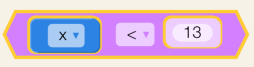 x ▾ < ▾ 13